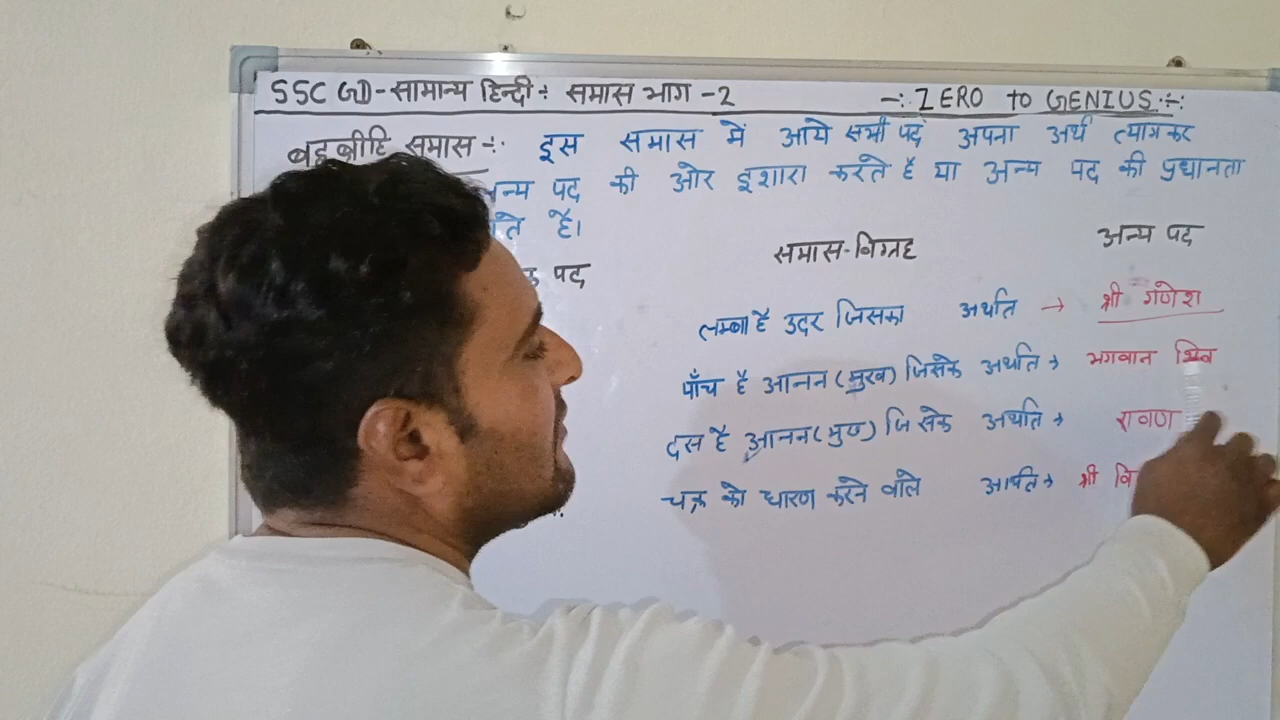 SSC GD - सामान्य हिन्दी ÷ समास भाग - 2 -: ZERO to GENIUS :-
बहुब्रीहि समास -: इस समास में आये सभी पद अपना अर्थ त्यागकर
अन्य पद की ओर इशारा करते है या अन्य पद की प्रधानता
है।
पद समास-विग्रह अन्य पद
लम्बा है उदर जिसका अर्थात → श्री गणेश
पाँच है आनन (मुख) जिसके अर्थात → भगवान शिव
दस है आनन (मुख) जिसके अर्थात → रावण
चक्र को धारण करने वाले अर्थात → श्री वि